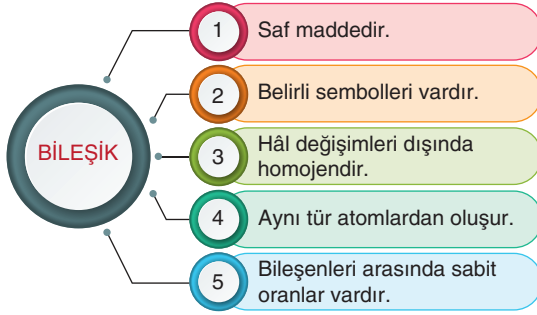 BİLEŞİK
1 Saf maddedir.
2 Belirli sembolleri vardır.
3 Hâl değişimleri dışında
homojendir.
4 Aynı tür atomlardan oluşur.
5 Bileşenleri arasında sabit
oranlar vardır.